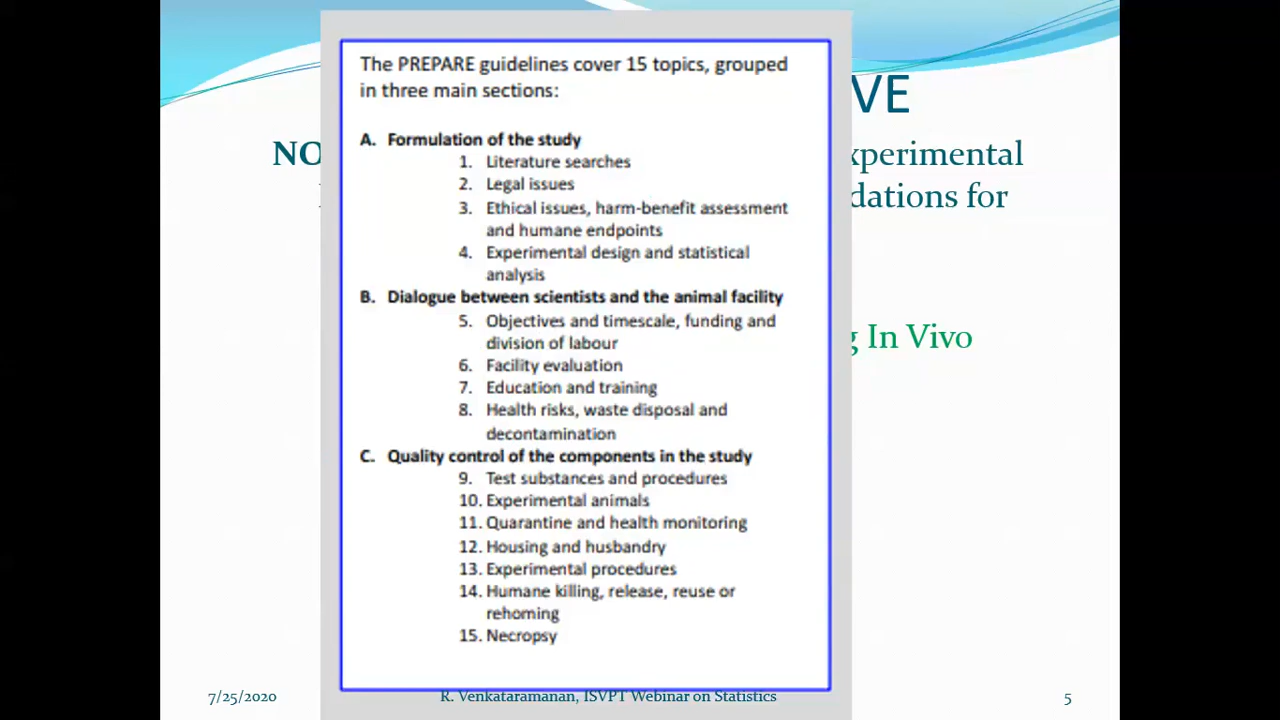 The PREPARE guidelines cover 15 topics, grouped
in three main sections:
A. Formulation of the study
1. Literature searches
2. Legal issues
3. Ethical issues, harm-benefit assessment
and humane endpoints
4. Experimental design and statistical
analysis
B. Dialogue between scientists and the animal facility
5. Objectives and timescale, funding and
division of labour
6. Facility evaluation
7. Education and training
8. Health risks, waste disposal and
decontamination
C. Quality control of the components in the study
9. Test substances and procedures
10. Experimental animals
11. Quarantine and health monitoring
12. Housing and husbandry
13. Experimental procedures
14. Humane killing, release, reuse or
rehoming
15. Necropsy
VE
NO
xperimental
dations for
g In Vivo
7/25/2020 R. Venkataramanan, ISVPT Webinar on Statistics 5